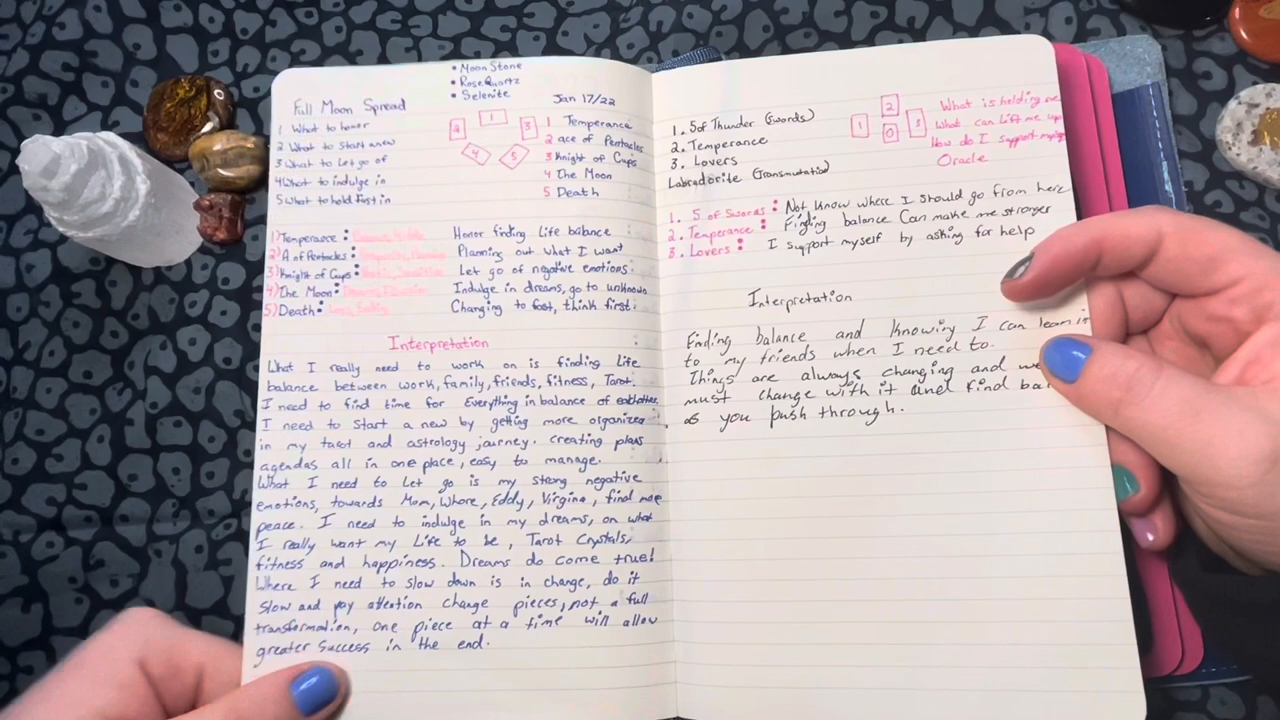 • Moon Stone
• Rose Quartz
• Selenite
Full Moon Spread
Jan 17/22
1 What to honor
2 What to start anew
3 What to Let go of
4 What to indulge in
5 What to hold fast in
1
2
3
4
5
1 Temperance
2 ace of Pentacles
3 Knight of Cups
4 The Moon
5 Death
1) Temperance : Honor finding Life balance
2) A of Pentacles : Planning out what I want
3) Knight of Cups : Let go of negative emotions.
4) The Moon : Indulge in dreams, go to unknown
5) Death : Changing to fast, think first.
Interpretation
What I really need to work on is finding Life
balance between work, family, friends, fitness, Tarot.
I need to find time for Everything in balance of eachother.
I need to start a new by getting more organized
in my tarot and astrology journey. creating plans
agendas all in one place, easy to manage.
What I need to Let go is my strong negative
emotions, towards Mom, Whore, Eddy, Virgina, find more
peace. I need to indulge in my dreams, on what
I really want my Life to be, Tarot Crystals,
fitness and happiness. Dreams do come true!
Where I need to slow down is in change, do it
slow and pay attention change pieces, not a full
transformation, one piece at a time will allow
greater success in the end.
1. 5 of Thunder (swords)
2. Temperance
3. Lovers
Labradorite
1
2
3
0
What is holding me
What can lift me up
How do I support myself
Oracle
1. 5 of Swords : Not know where I should go from here
2. Temperance : Finding balance Can make me stronger
3. Lovers : I support myself by asking for help
Interpretation
Finding balance and knowing I can lean in
to my friends when I need to.
Things are always changing and we
must change with it and find
as you push through.